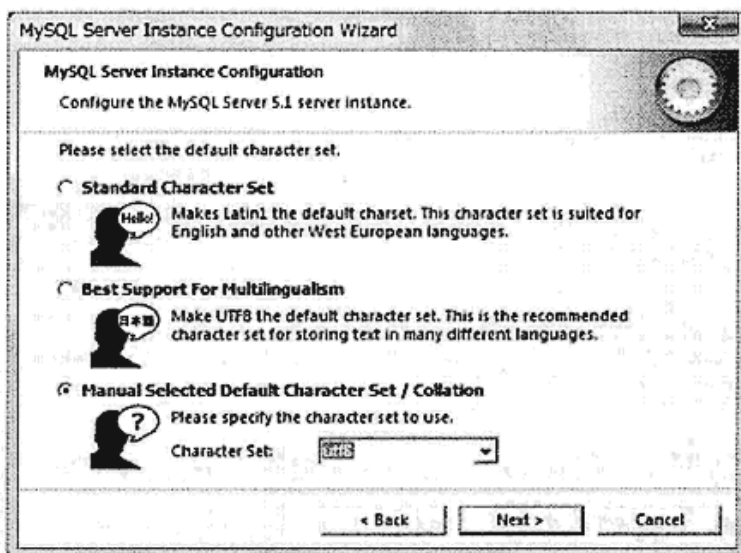 MySQL Server Instance Configuration Wizard
MySQL Server Instance Configuration
Configure the MySQL Server 5.1 server instance.
Please select the default character set.
Standard Character Set
Hello!
Makes Latin1 the default charset. This character set is suited for
English and other West European languages.
Best Support For Multilingualism
日本語
Make UTF8 the default character set. This is the recommended
character set for storing text in many different languages.
Manual Selected Default Character Set / Collation
?
Please specify the character set to use.
Character Set:
< Back Next > Cancel